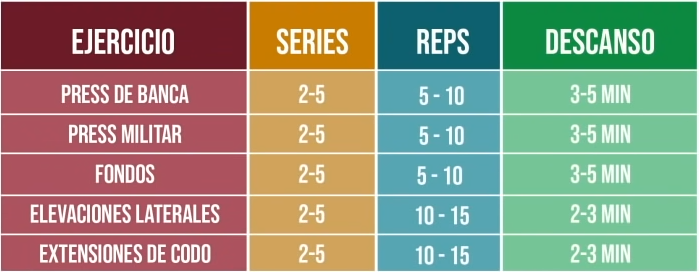 EJERCICIO SERIES REPS DESCANSO
PRESS DE BANCA 2-5 5 - 10 3-5 MIN
PRESS MILITAR 2-5 5 - 10 3-5 MIN
FONDOS 2-5 5 - 10 3-5 MIN
ELEVACIONES LATERALES 2-5 10 - 15 2-3 MIN
EXTENSIONES DE CODO 2-5 10 - 15 2-3 MIN